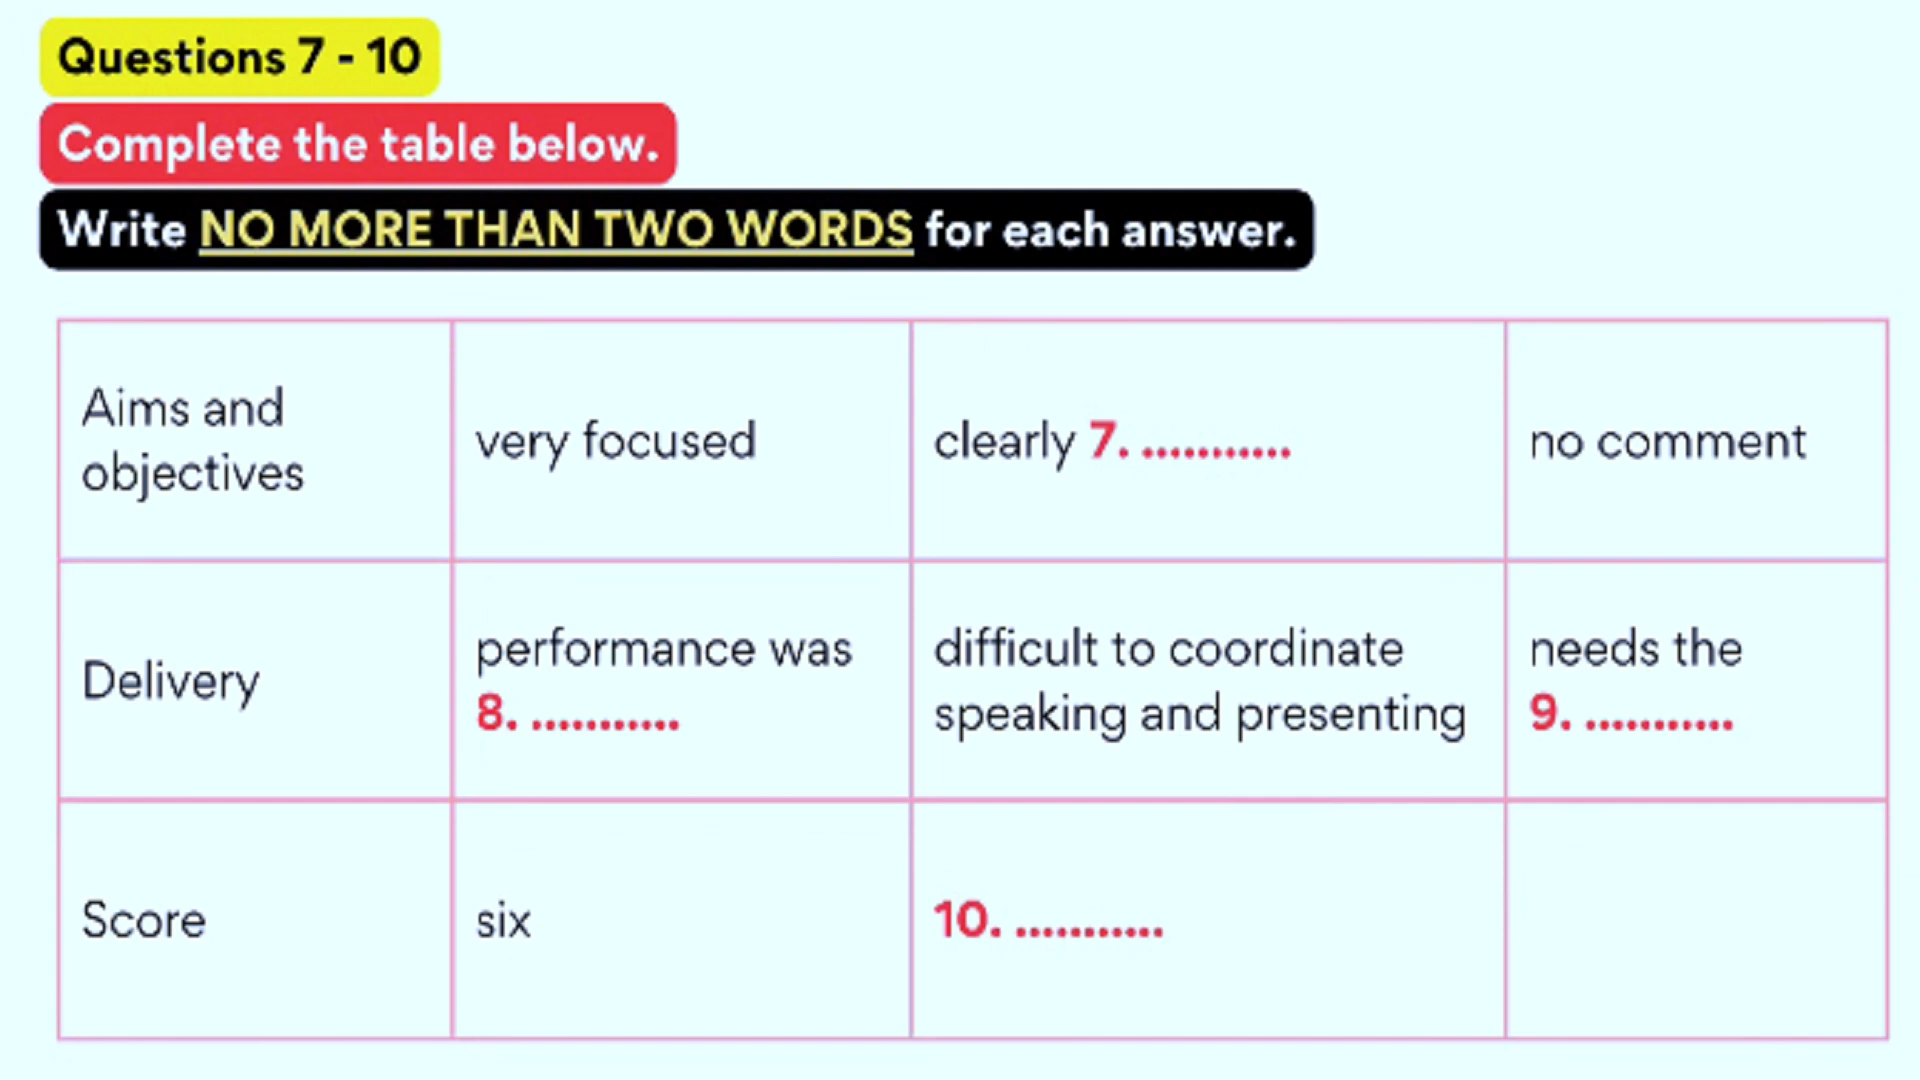 Questions 7 - 10
Complete the table below.
Write NO MORE THAN TWO WORDS for each answer.
Aims and
objectives
very focused
clearly 7. ...........
no comment
Delivery
performance was
8. ...........
difficult to coordinate
speaking and presenting
needs the
9. ...........
Score
six
10. ...........